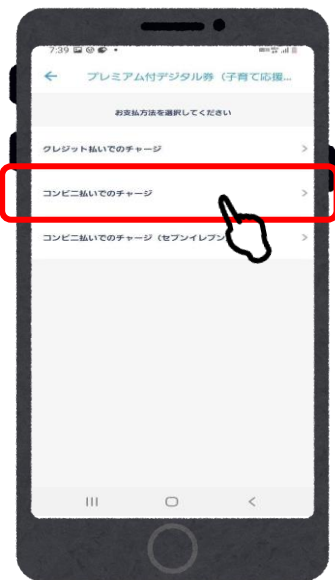 7:39
プレミアム付デジタル券（子育て応援...
お支払方法を選択してください
クレジット払いでのチャージ
コンビニ払いでのチャージ
コンビニ払いでのチャージ（セブンイレブン